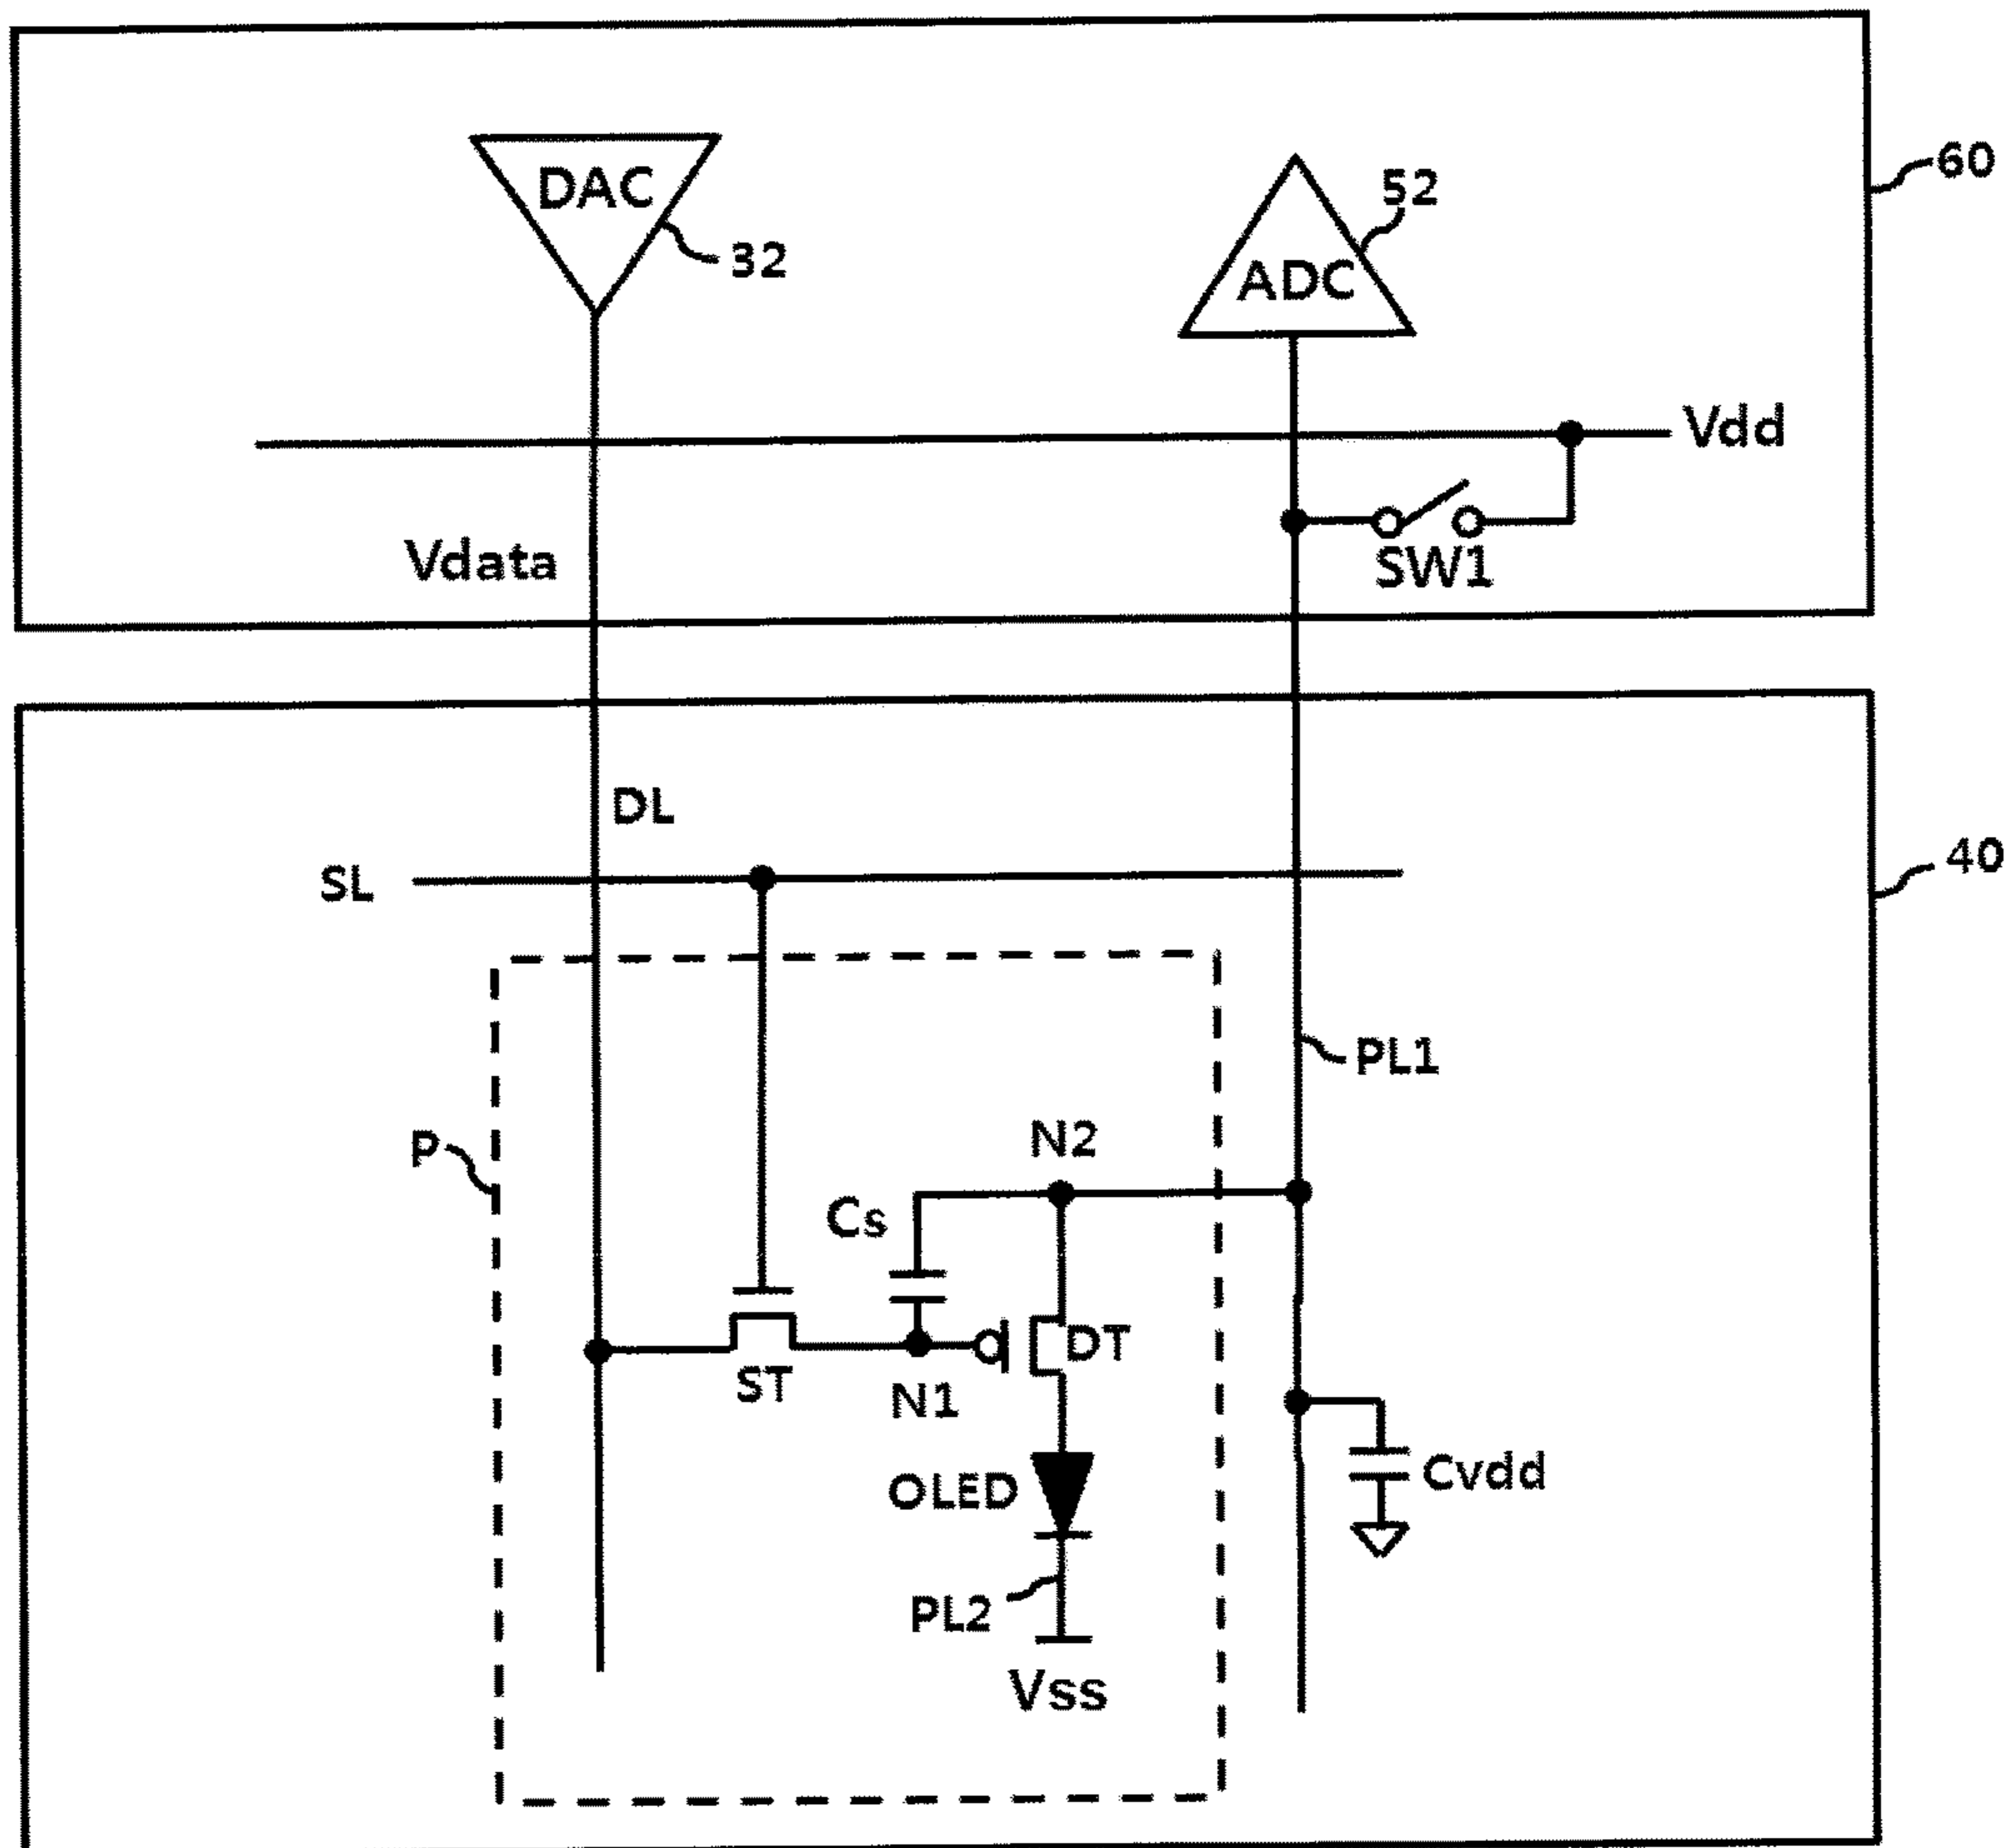 DAC
60
52
32
ADC
Vdd
Vdata
SW1
DL
SL
40
PL1
P
N2
Cs
DT
ST
N1
OLED
Cvdd
PL2
Vss